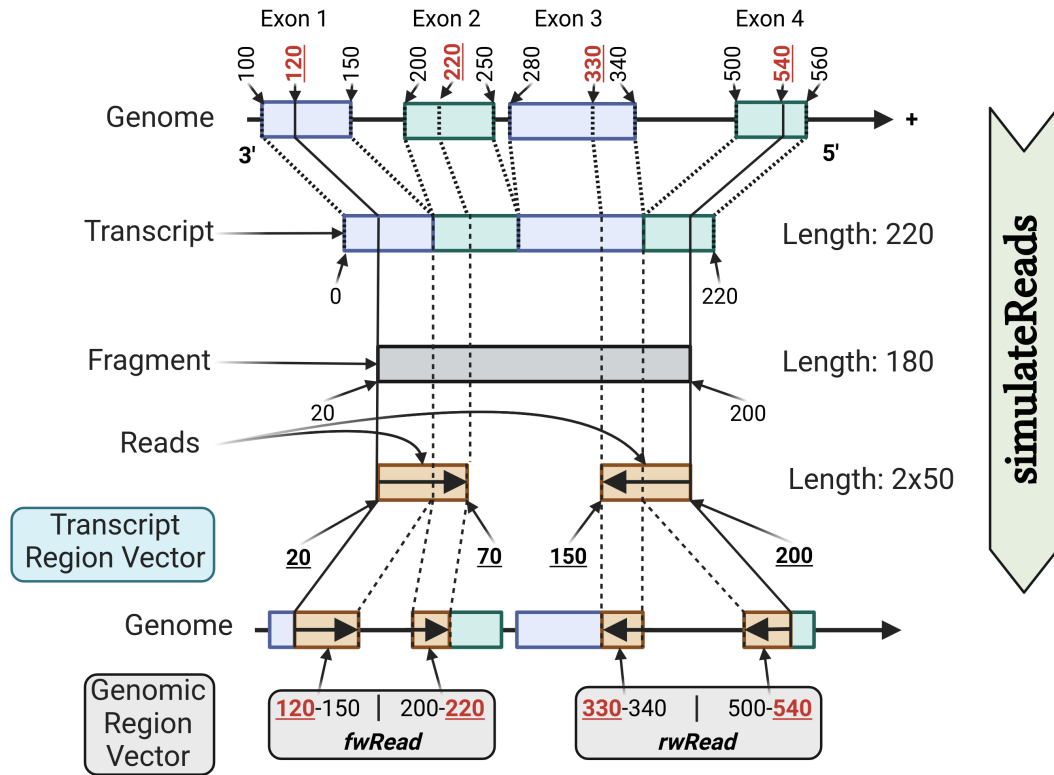 Exon 1
Exon 2
Exon 3
Exon 4
100
120
150
200
220
250
280
330
340
500
540
560
Genome
+
3'
5'
Transcript
Length: 220
0
220
Fragment
Length: 180
20
200
Reads
Length: 2x50
simulateReads
Transcript
Region Vector
20
70
150
200
Genome
Genomic
Region
Vector
120-150 | 200-220
fwRead
330-340 | 500-540
rwRead